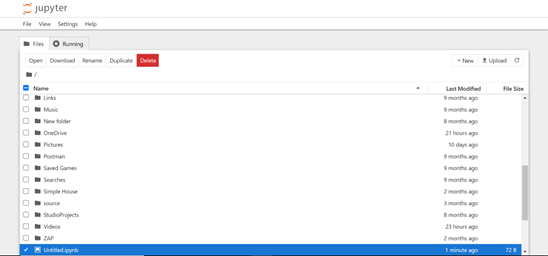 jupyter
File View Settings Help
Files Running
Open Download Rename Duplicate Delete + New Upload
/
Name Last Modified File Size
Links 9 months ago
Music 9 months ago
New folder 8 months ago
OneDrive 21 hours ago
Pictures 10 days ago
Postman 9 months ago
Saved Games 9 months ago
Searches 9 months ago
Simple House 2 months ago
source 3 months ago
StudioProjects 8 months ago
Videos 23 hours ago
ZAP 2 months ago
Untitled.ipynb 1 minute ago 72 B